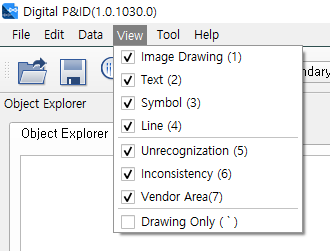 Digital P&ID(1.0.1030.0)
File Edit Data View Tool Help
Image Drawing (1)
Text (2)
Symbol (3)
Line (4)
Unrecognization (5)
Inconsistency (6)
Vendor Area(7)
Drawing Only ( ` )
Object Explorer
Object Explorer